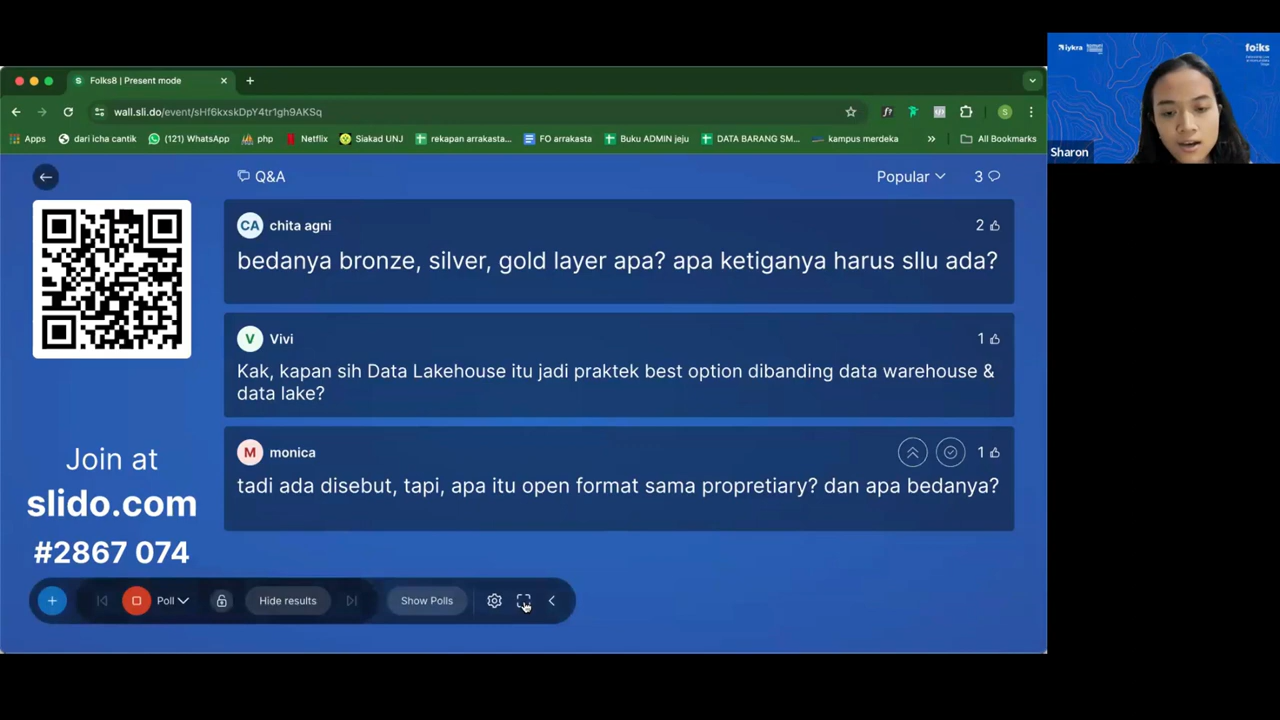 Folks8 | Present mode
wall.sli.do/event/sHf6kxskDpY4tr1gh9AKSq
S
Apps
dari icha cantik
(121) WhatsApp
php
Netflix
Siakad UNJ
rekapan arrakasta...
FO arrakasta
Buku ADMIN jeju
DATA BARANG SM...
kampus merdeka
»
All Bookmarks
Q&A
Popular
3
CA chita agni
2
bedanya bronze, silver, gold layer apa? apa ketiganya harus sllu ada?
V Vivi
1
Kak, kapan sih Data Lakehouse itu jadi praktek best option dibanding data warehouse &
data lake?
M monica
1
tadi ada disebut, tapi, apa itu open format sama propretiary? dan apa bedanya?
Join at
slido.com
#2867 074
Poll
Hide results
Show Polls
iykra
folks
Sharon